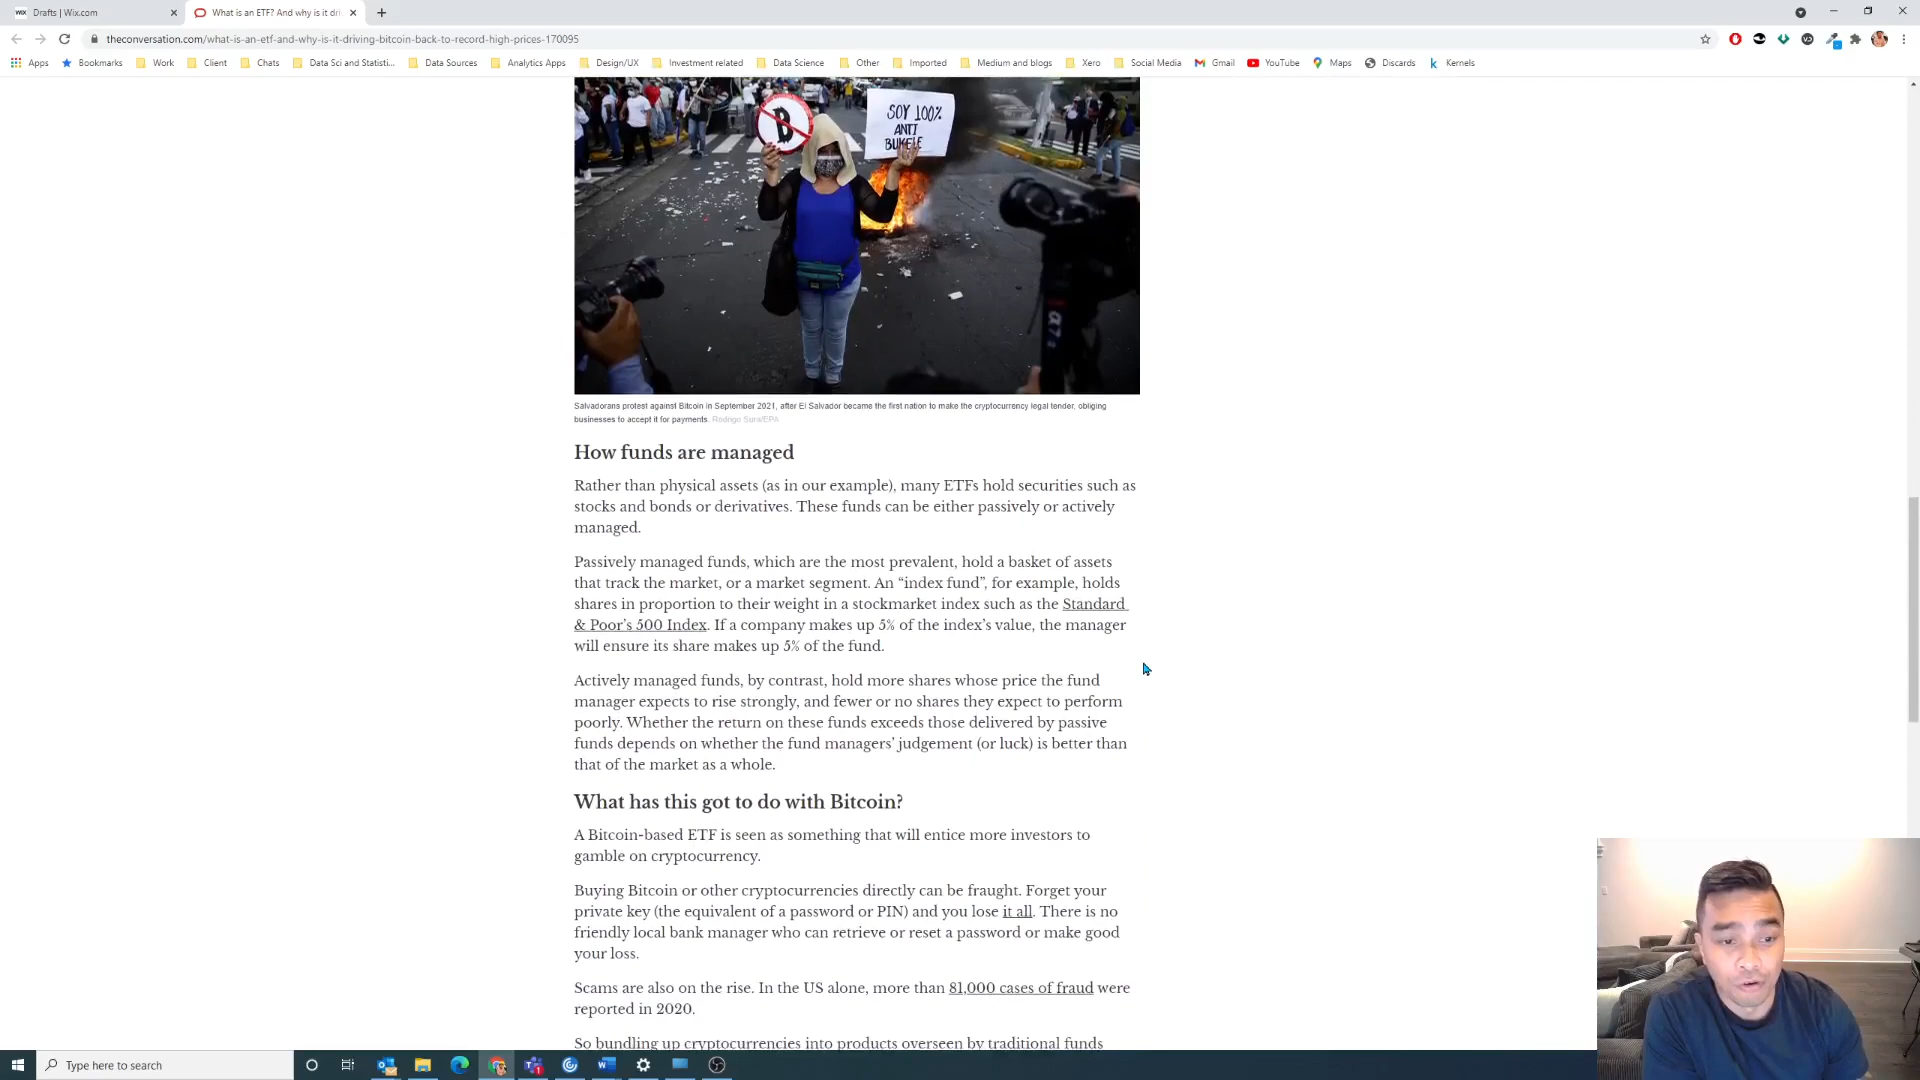 Drafts | Wix.com
What is an ETF? And why is it dri
theconversation.com/what-is-an-etf-and-why-is-it-driving-bitcoin-back-to-record-high-prices-170095
Apps Bookmarks Work Client Chats Data Sci and Statisti... Data Sources Analytics Apps Design/UX Investment related Data Science Other Imported Medium and blogs Xero Social Media Gmail YouTube Maps Discards Kernels
SOY 100%
ANTI
BUKELE
Salvadorans protest against Bitcoin in September 2021, after El Salvador became the first nation to make the cryptocurrency legal tender, obliging
businesses to accept it for payments. Rodrigo Sura/EPA
How funds are managed
Rather than physical assets (as in our example), many ETFs hold securities such as
stocks and bonds or derivatives. These funds can be either passively or actively
managed.
Passively managed funds, which are the most prevalent, hold a basket of assets
that track the market, or a market segment. An “index fund”, for example, holds
shares in proportion to their weight in a stockmarket index such as the Standard
& Poor’s 500 Index. If a company makes up 5% of the index’s value, the manager
will ensure its share makes up 5% of the fund.
Actively managed funds, by contrast, hold more shares whose price the fund
manager expects to rise strongly, and fewer or no shares they expect to perform
poorly. Whether the return on these funds exceeds those delivered by passive
funds depends on whether the fund managers’ judgement (or luck) is better than
that of the market as a whole.
What has this got to do with Bitcoin?
A Bitcoin-based ETF is seen as something that will entice more investors to
gamble on cryptocurrency.
Buying Bitcoin or other cryptocurrencies directly can be fraught. Forget your
private key (the equivalent of a password or PIN) and you lose it all. There is no
friendly local bank manager who can retrieve or reset a password or make good
your loss.
Scams are also on the rise. In the US alone, more than 81,000 cases of fraud were
reported in 2020.
So bundling up cryptocurrencies into products overseen by traditional funds
Type here to search